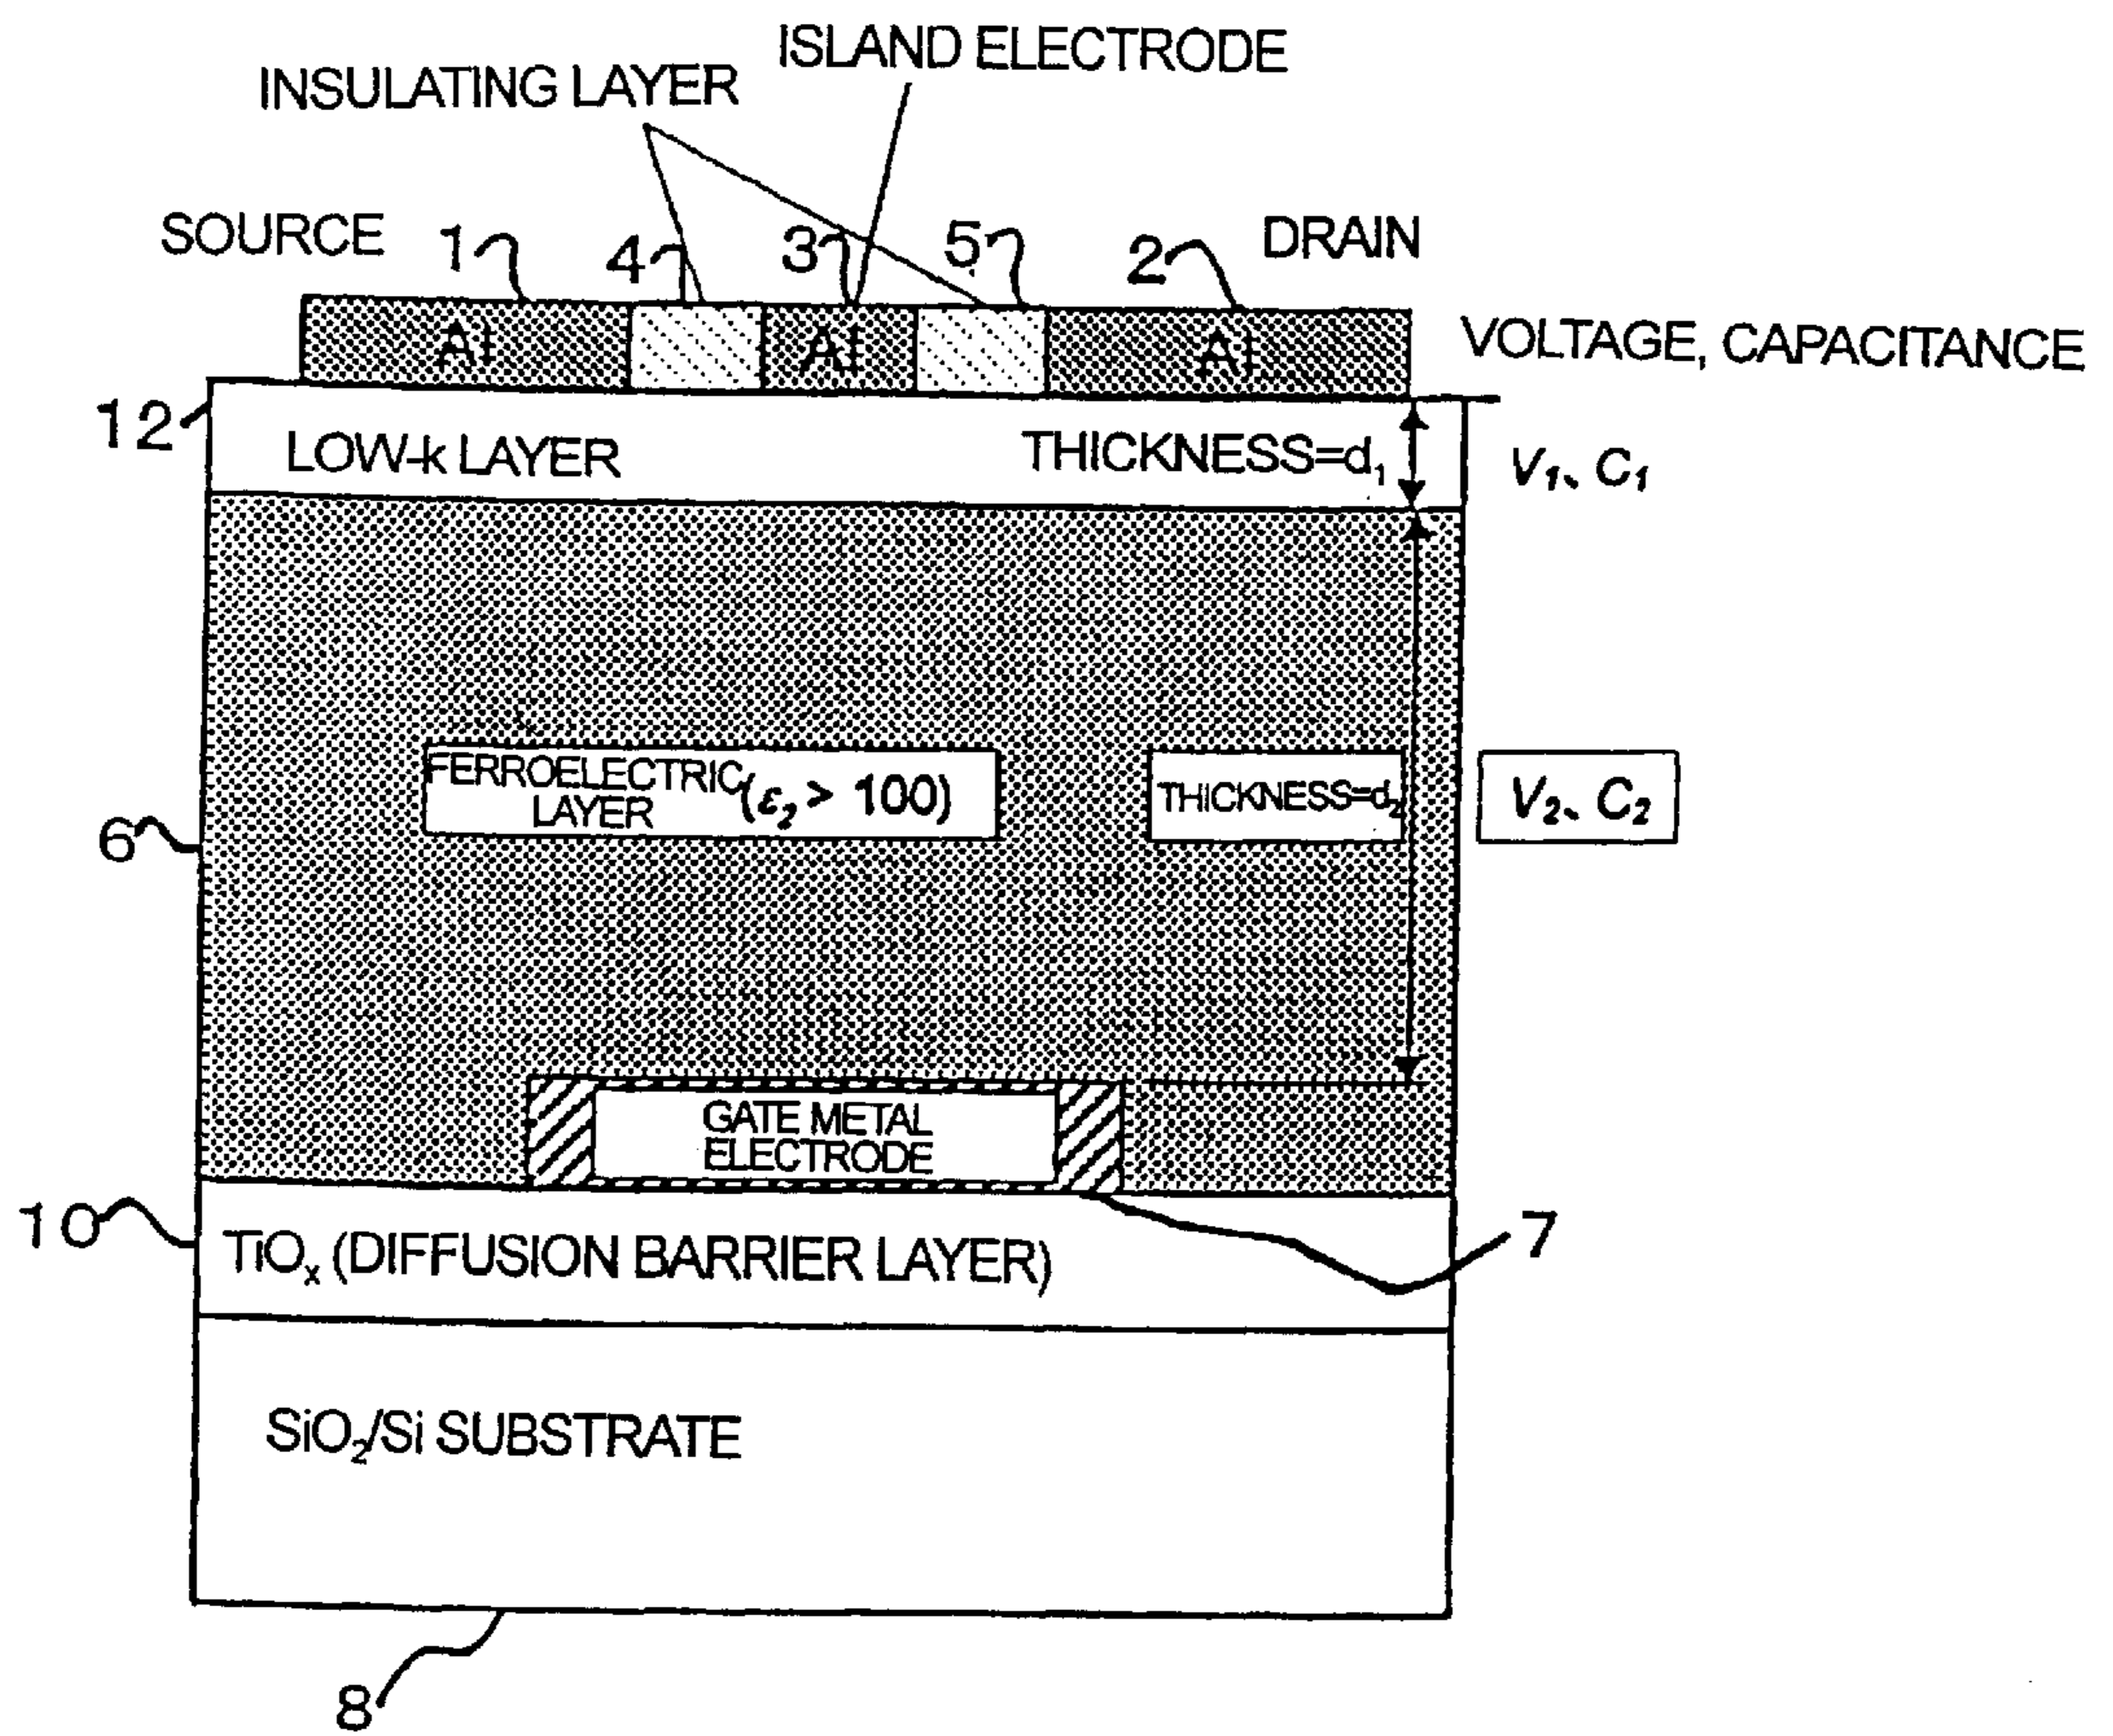 ISLAND ELECTRODE
INSULATING LAYER
SOURCE 1 4 3 5 2 DRAIN
Al Al Al
VOLTAGE, CAPACITANCE
12
LOW-k LAYER THICKNESS=d₁ V₁、C₁
FERROELECTRIC
LAYER (ε₂ > 100)
THICKNESS=d₂
V₂、C₂
6
GATE METAL
ELECTRODE
10
7
TiOₓ (DIFFUSION BARRIER LAYER)
SiO₂/Si SUBSTRATE
8